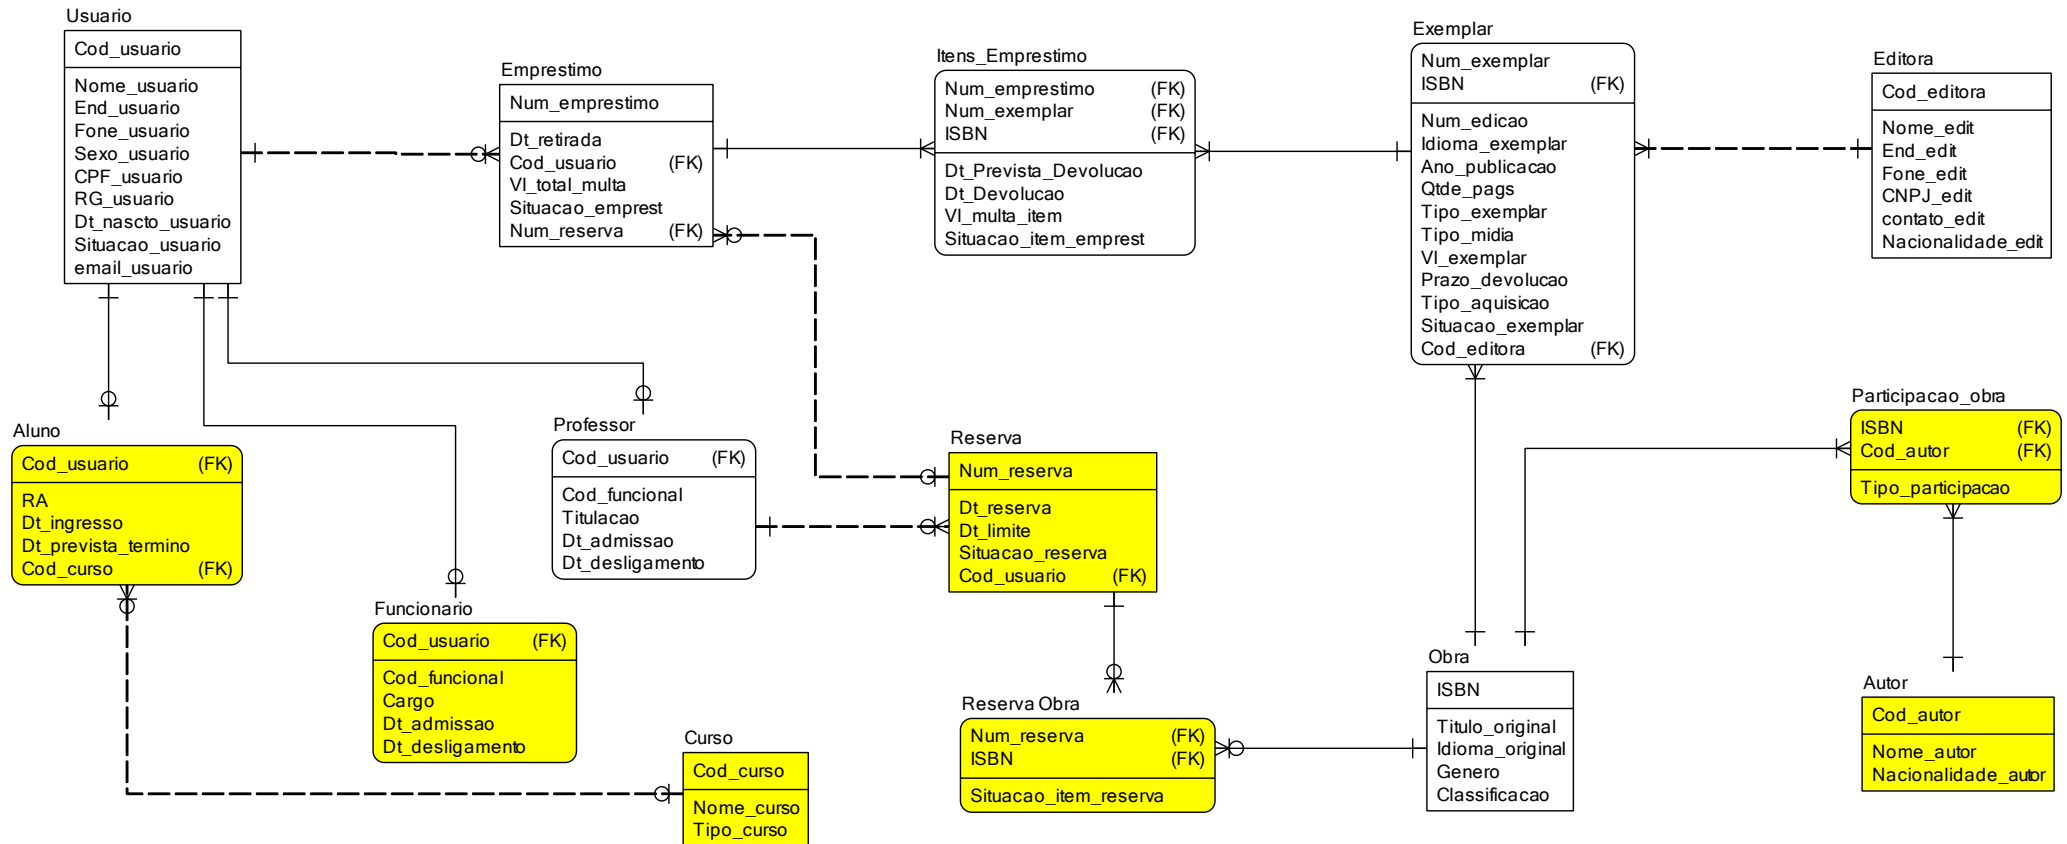 Usuario
Cod_usuario
Nome_usuario
End_usuario
Fone_usuario
Sexo_usuario
CPF_usuario
RG_usuario
Dt_nascto_usuario
Situacao_usuario
email_usuario
Emprestimo
Num_emprestimo
Dt_retirada
Cod_usuario (FK)
Vl_total_multa
Situacao_emprest
Num_reserva (FK)
Itens_Emprestimo
Num_emprestimo (FK)
Num_exemplar (FK)
ISBN (FK)
Dt_Prevista_Devolucao
Dt_Devolucao
Vl_multa_item
Situacao_item_emprest
Exemplar
Num_exemplar
ISBN (FK)
Num_edicao
Idioma_exemplar
Ano_publicacao
Qtde_pags
Tipo_exemplar
Tipo_midia
Vl_exemplar
Prazo_devolucao
Tipo_aquisicao
Situacao_exemplar
Cod_editora (FK)
Editora
Cod_editora
Nome_edit
End_edit
Fone_edit
CNPJ_edit
contato_edit
Nacionalidade_edit
Aluno
Cod_usuario (FK)
RA
Dt_ingresso
Dt_prevista_termino
Cod_curso (FK)
Funcionario
Cod_usuario (FK)
Cod_funcional
Cargo
Dt_admissao
Dt_desligamento
Professor
Cod_usuario (FK)
Cod_funcional
Titulacao
Dt_admissao
Dt_desligamento
Reserva
Num_reserva
Dt_reserva
Dt_limite
Situacao_reserva
Cod_usuario (FK)
Participacao_obra
ISBN (FK)
Cod_autor (FK)
Tipo_participacao
Curso
Cod_curso
Nome_curso
Tipo_curso
Reserva Obra
Num_reserva (FK)
ISBN (FK)
Situacao_item_reserva
Obra
ISBN
Titulo_original
Idioma_original
Genero
Classificacao
Autor
Cod_autor
Nome_autor
Nacionalidade_autor